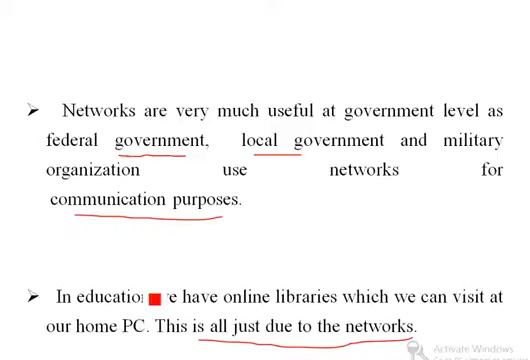 ➢ Networks are very much useful at government level as
federal government, local government and military
organization use networks for
communication purposes.
➢ In education we have online libraries which we can visit at
our home PC. This is all just due to the networks.
Activate Windows